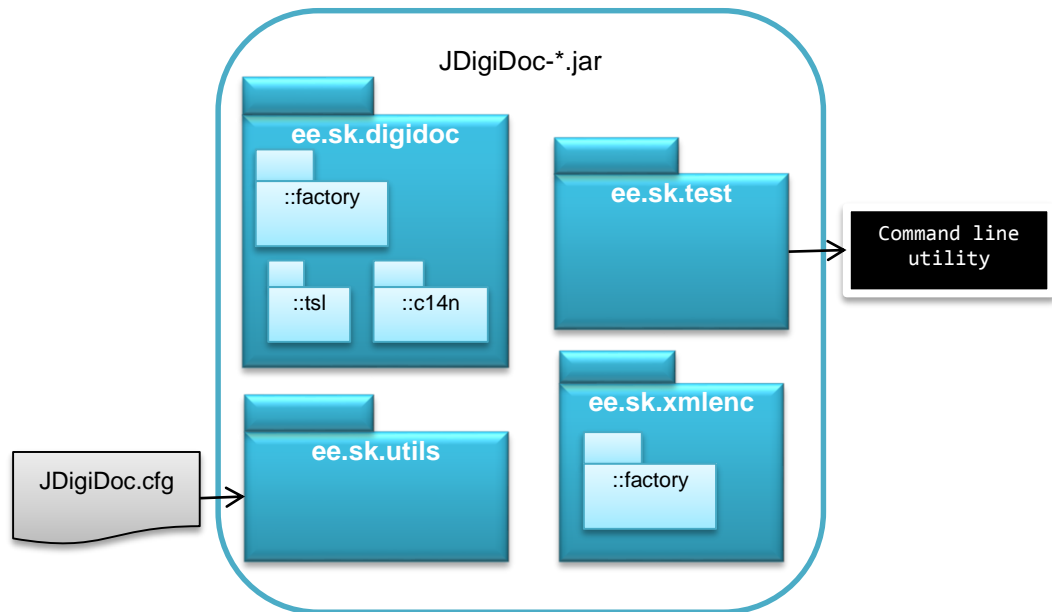 JDigiDoc-*.jar
ee.sk.digidoc
::factory
::tsl
::c14n
ee.sk.test
Command line
utility
ee.sk.utils
JDigiDoc.cfg
ee.sk.xmlenc
::factory